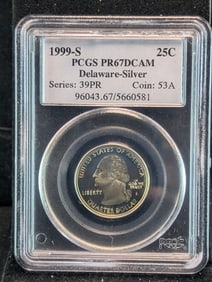 1999-S 25C
PCGS PR67DCAM
Delaware-Silver
Series: 39PR Coin: 53A
96043.67/5660581
UNITED STATES OF AMERICA
LIBERTY
QUARTER DOLLAR
PCGS